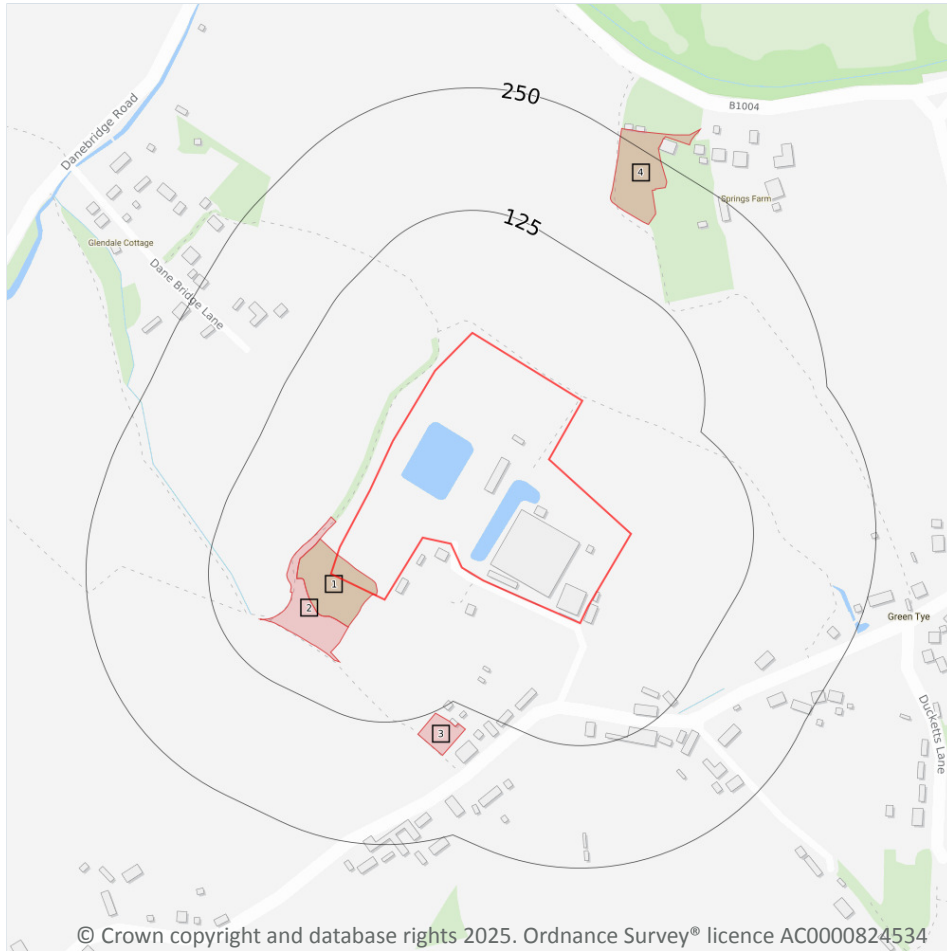 250
B1004
Danebridge Road
4
Springs Farm
125
Glendale Cottage
Dane Bridge Lane
1
2
Green Tye
3
Ducketts Lane
© Crown copyright and database rights 2025. Ordnance Survey® licence AC0000824534